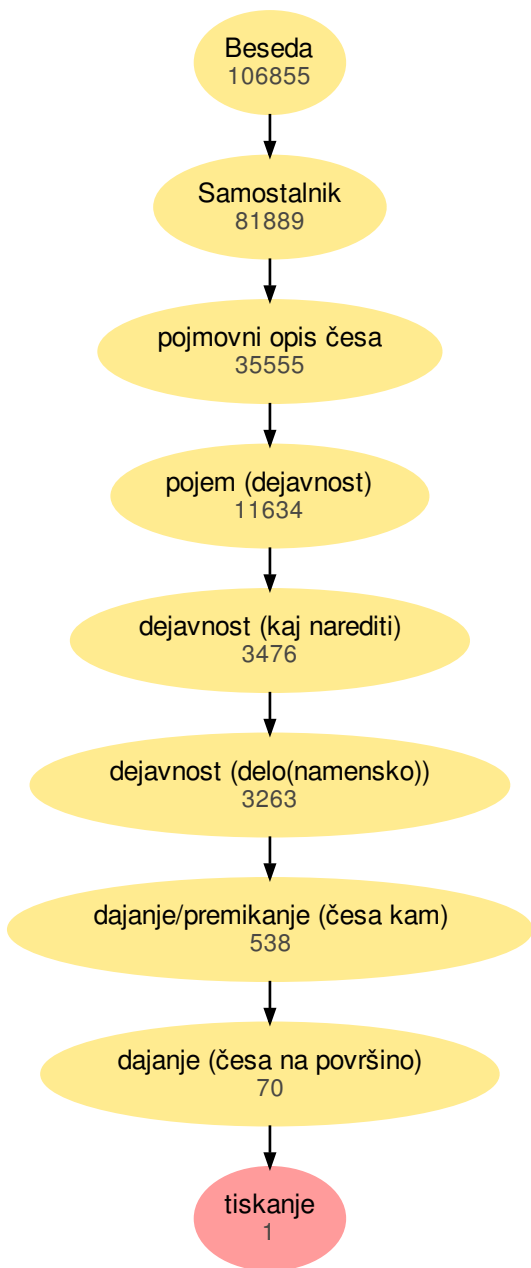 Beseda
106855
Samostalnik
81889
pojmovni opis česa
35555
pojem (dejavnost)
11634
dejavnost (kaj narediti)
3476
dejavnost (delo(namensko))
3263
dajanje/premikanje (česa kam)
538
dajanje (česa na površino)
70
tiskanje
1